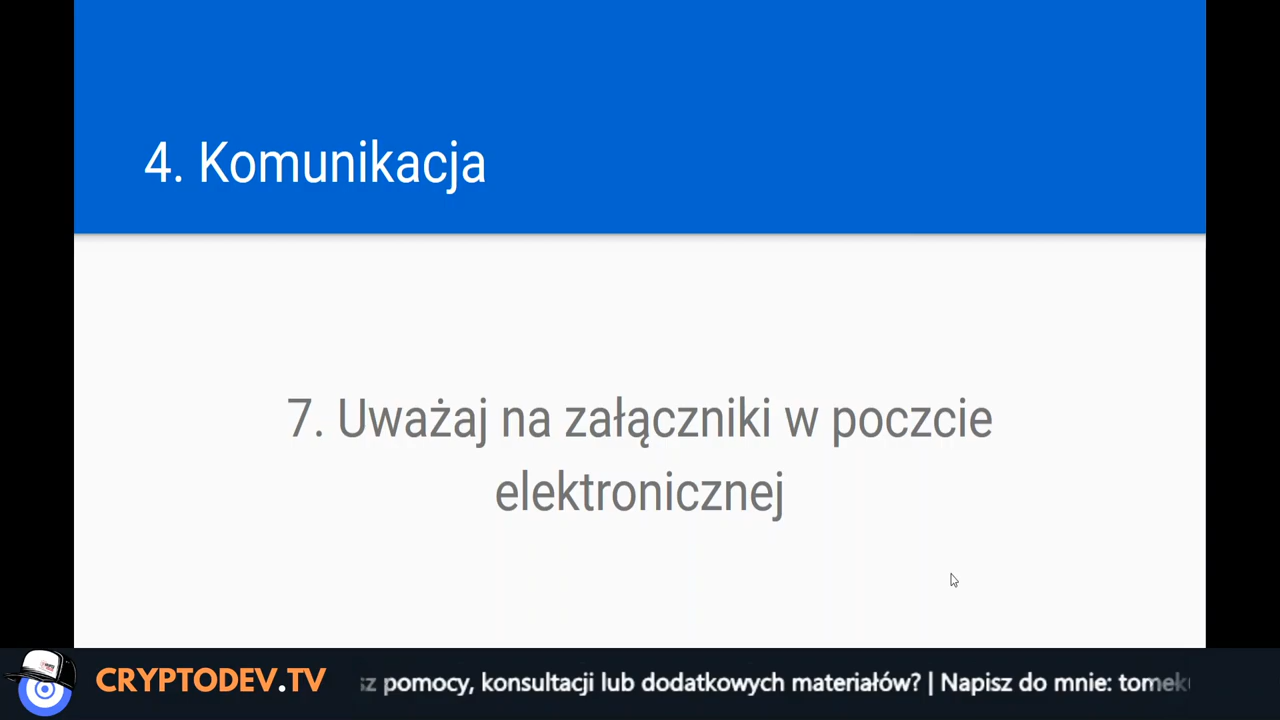 4. Komunikacja
7. Uważaj na załączniki w poczcie
elektronicznej
CRYPTODEV.TV
pomocy, konsultacji lub dodatkowych materiałów? | Napisz do mnie: tomek